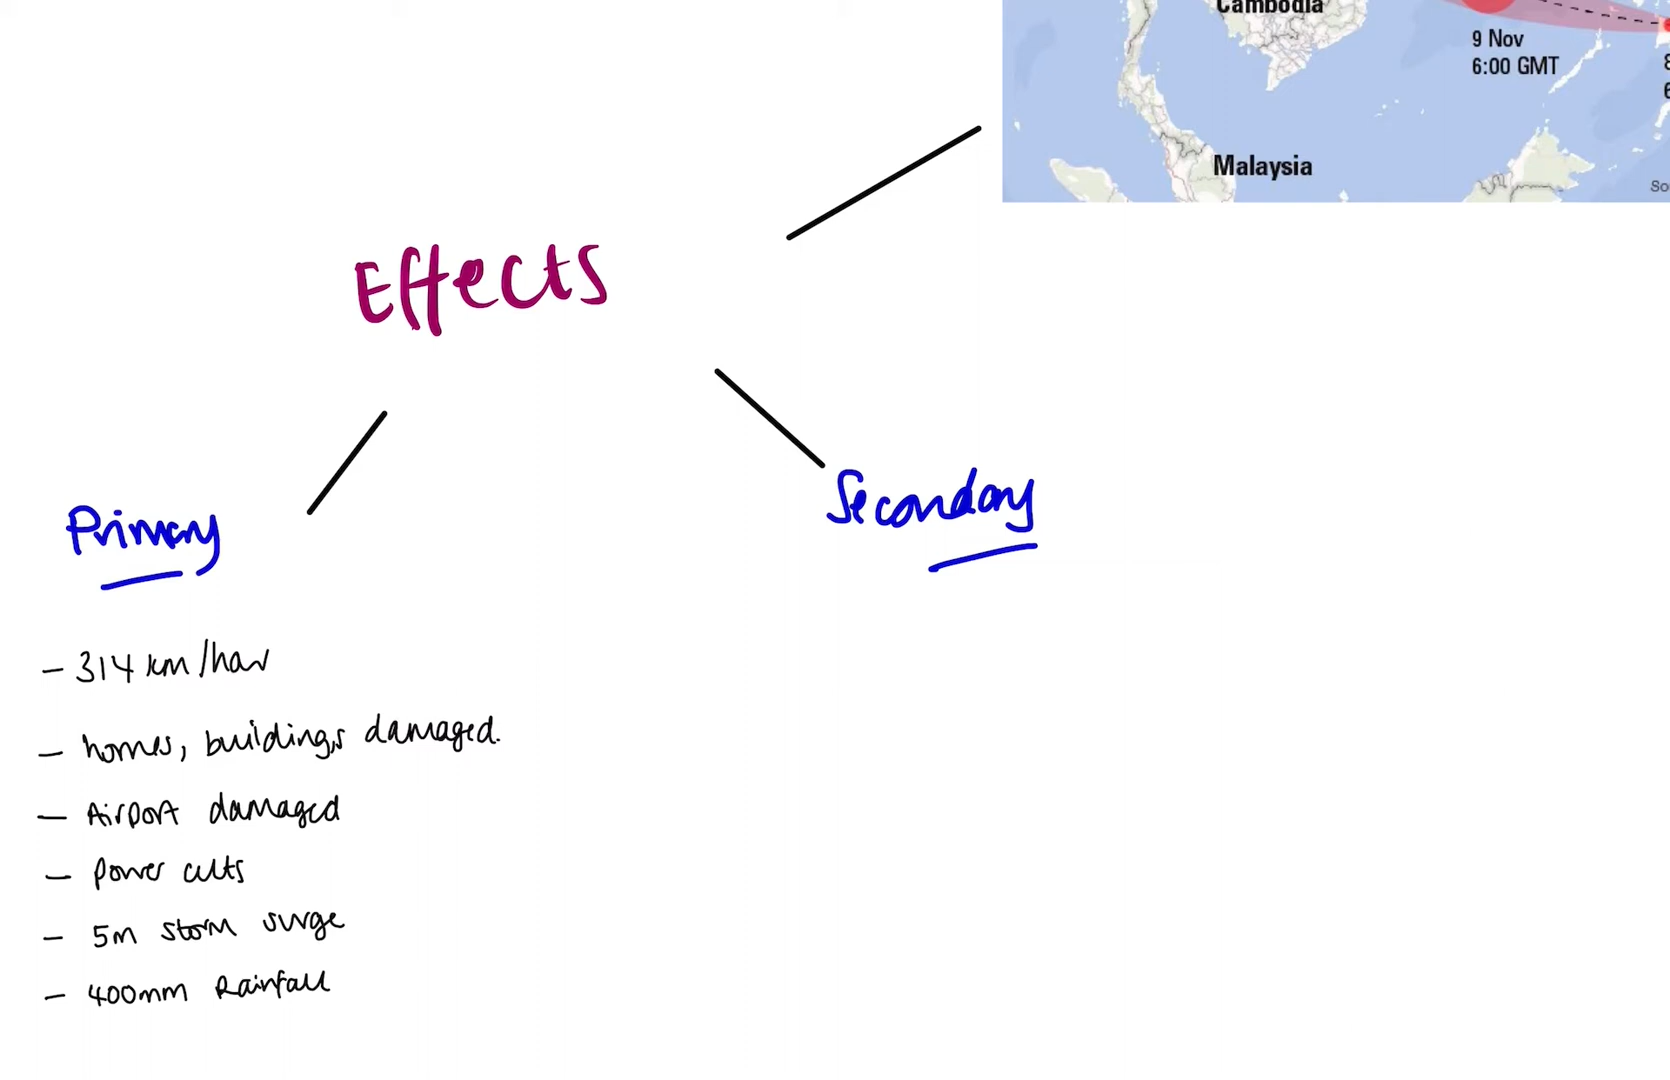 Cambodia
9 Nov
6:00 GMT
Malaysia
Effects
Primary
Secondary
- 314 km/hour
- homes, buildings damaged.
- Airport damaged
- Power cuts
- 5m storm surge
- 400mm Rainfall